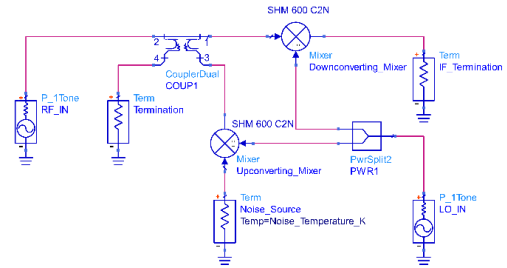 SHM 600 C2N
2
1
4
3
CouplerDual
COUP1
Mixer
Downconverting_Mixer
Term
IF_Termination
P_1Tone
RF_IN
Term
Termination
SHM 600 C2N
Mixer
Upconverting_Mixer
PwrSplit2
PWR1
Term
Noise_Source
Temp=Noise_Temperature_K
P_1Tone
LO_IN